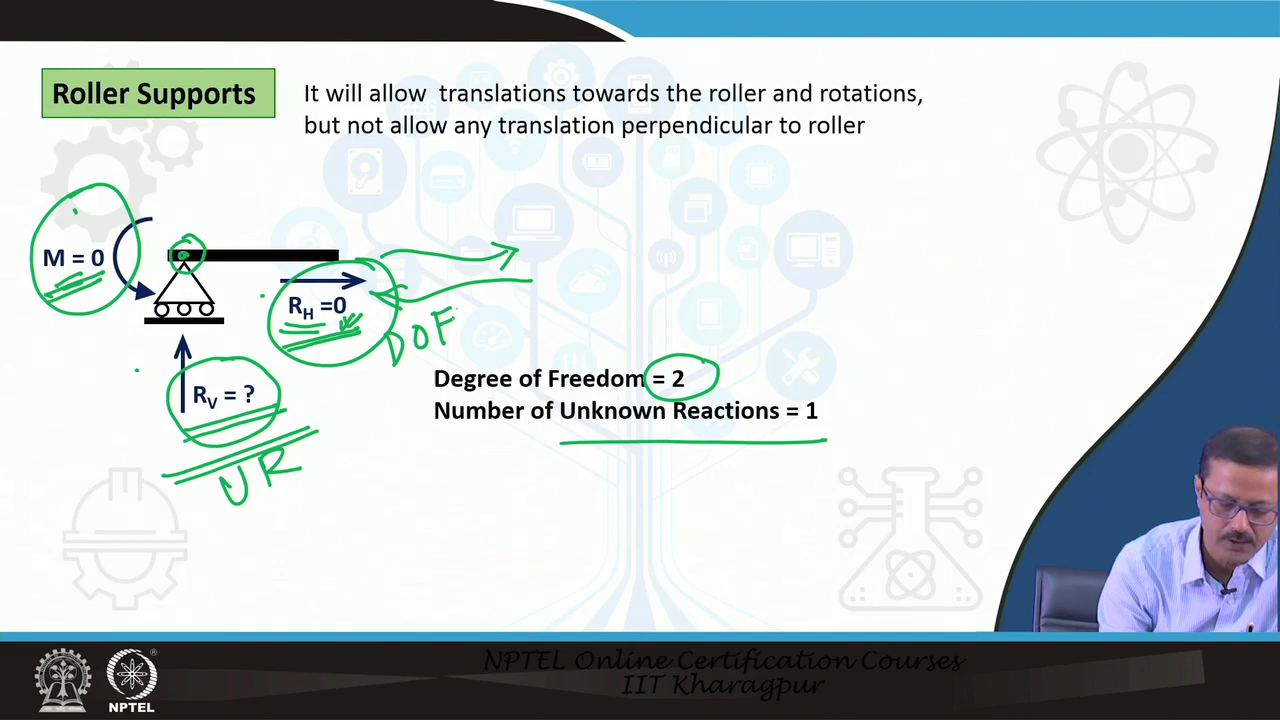 Roller Supports
It will allow translations towards the roller and rotations,
but not allow any translation perpendicular to roller
M = 0
R_H =0
DOF
R_V = ?
UR
Degree of Freedom = 2
Number of Unknown Reactions = 1
NPTEL Online Certification Courses
IIT Kharagpur
NPTEL
®